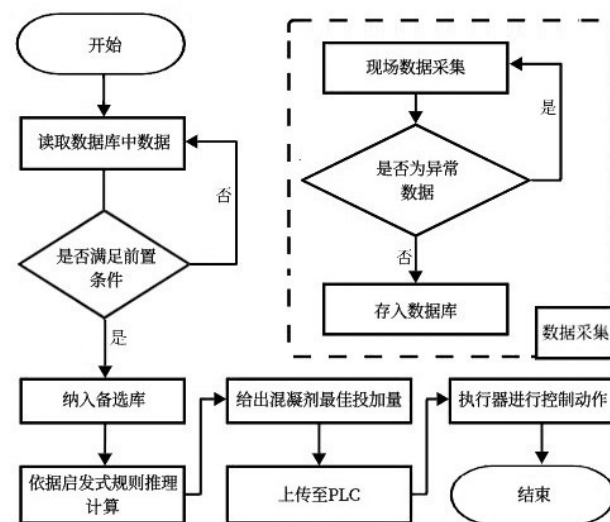 开始
读取数据库中数据
否
是否满足前置
条件
是
纳入备选库
依据启发式规则推理
计算
给出混凝剂最佳投加量
上传至PLC
执行器进行控制动作
结束
现场数据采集
是
是否为异常
数据
否
存入数据库
数据采集